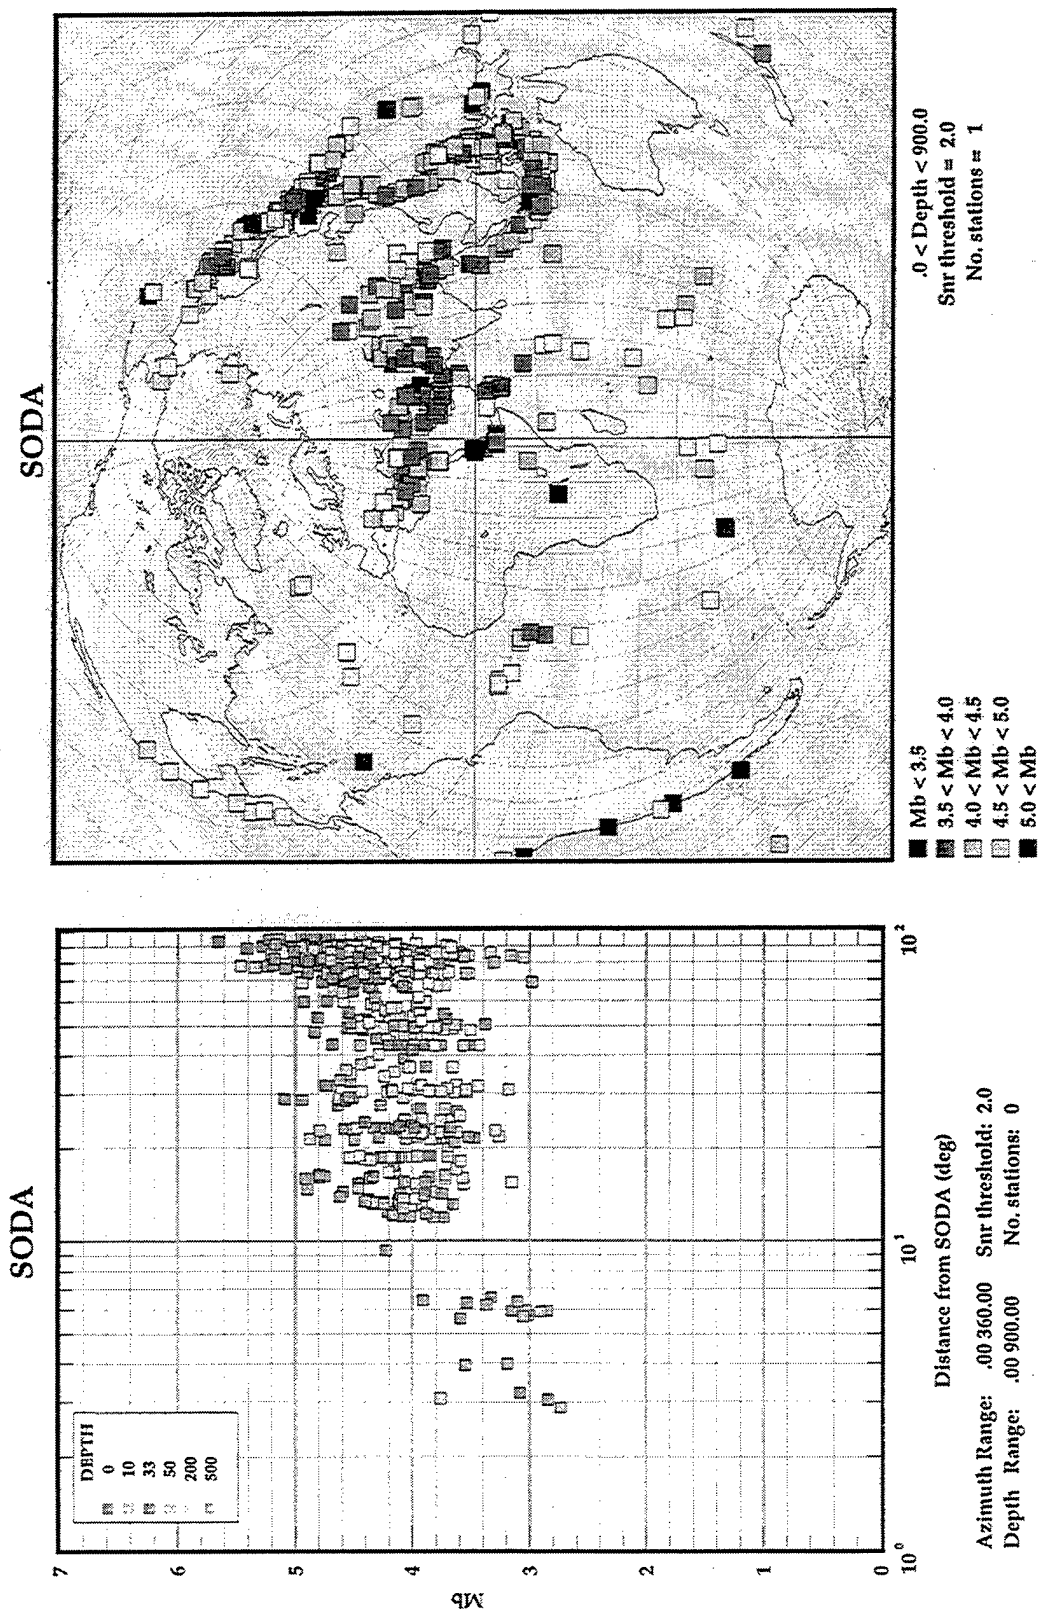 SODA
7
6
5
4
3
2
1
0
Mb
DEPTH
0
10
33
50
200
500
10⁰
10¹
10²
Distance from SODA (deg)
Azimuth Range: .00 360.00 Snr threshold: 2.0
Depth Range: .00 900.00 No. stations: 0
SODA
Mb < 3.5
3.5 < Mb < 4.0
4.0 < Mb < 4.5
4.5 < Mb < 5.0
5.0 < Mb
.0 < Depth < 900.0
Snr threshold = 2.0
No. stations = 1